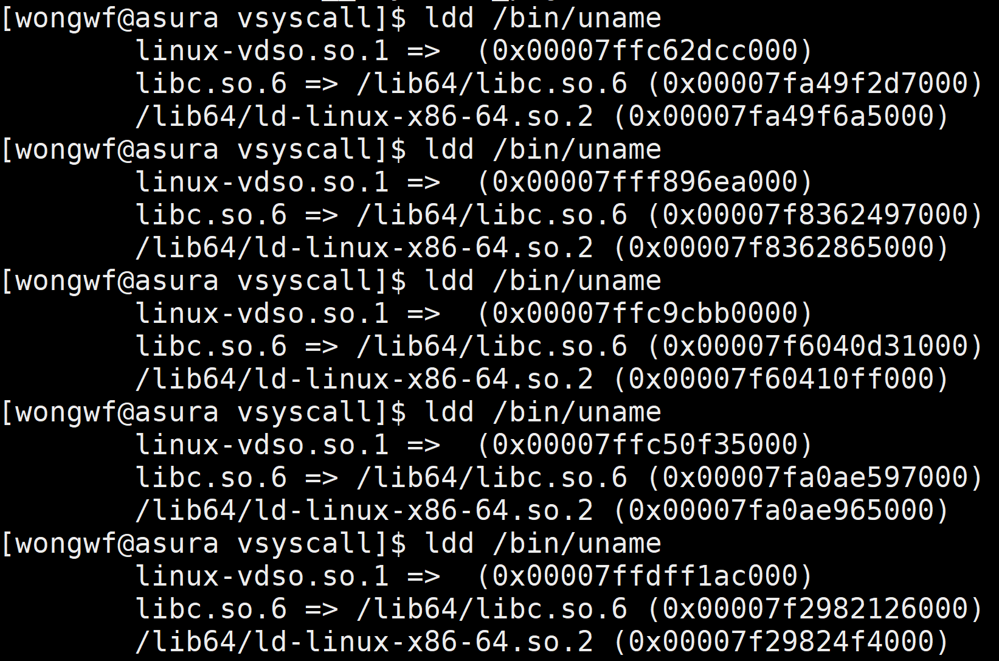 [wongwf@asura vsyscall]$ ldd /bin/uname
        linux-vdso.so.1 =>  (0x00007ffc62dcc000)
        libc.so.6 => /lib64/libc.so.6 (0x00007fa49f2d7000)
        /lib64/ld-linux-x86-64.so.2 (0x00007fa49f6a5000)
[wongwf@asura vsyscall]$ ldd /bin/uname
        linux-vdso.so.1 =>  (0x00007fff896ea000)
        libc.so.6 => /lib64/libc.so.6 (0x00007f8362497000)
        /lib64/ld-linux-x86-64.so.2 (0x00007f8362865000)
[wongwf@asura vsyscall]$ ldd /bin/uname
        linux-vdso.so.1 =>  (0x00007ffc9cbb0000)
        libc.so.6 => /lib64/libc.so.6 (0x00007f6040d31000)
        /lib64/ld-linux-x86-64.so.2 (0x00007f60410ff000)
[wongwf@asura vsyscall]$ ldd /bin/uname
        linux-vdso.so.1 =>  (0x00007ffc50f35000)
        libc.so.6 => /lib64/libc.so.6 (0x00007fa0ae597000)
        /lib64/ld-linux-x86-64.so.2 (0x00007fa0ae965000)
[wongwf@asura vsyscall]$ ldd /bin/uname
        linux-vdso.so.1 =>  (0x00007ffdff1ac000)
        libc.so.6 => /lib64/libc.so.6 (0x00007f2982126000)
        /lib64/ld-linux-x86-64.so.2 (0x00007f29824f4000)